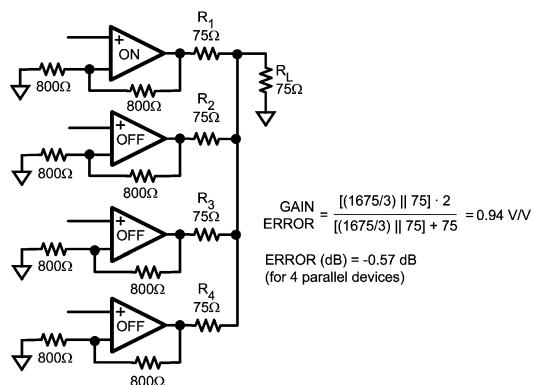 R1
75Ω
+
ON
800Ω
800Ω
RL
75Ω
R2
75Ω
+
OFF
800Ω
800Ω
R3
75Ω
+
OFF
800Ω
800Ω
R4
75Ω
+
OFF
800Ω
800Ω
GAIN ERROR = [(1675/3) || 75] · 2 / [(1675/3) || 75] + 75 = 0.94 V/V
ERROR (dB) = -0.57 dB
(for 4 parallel devices)